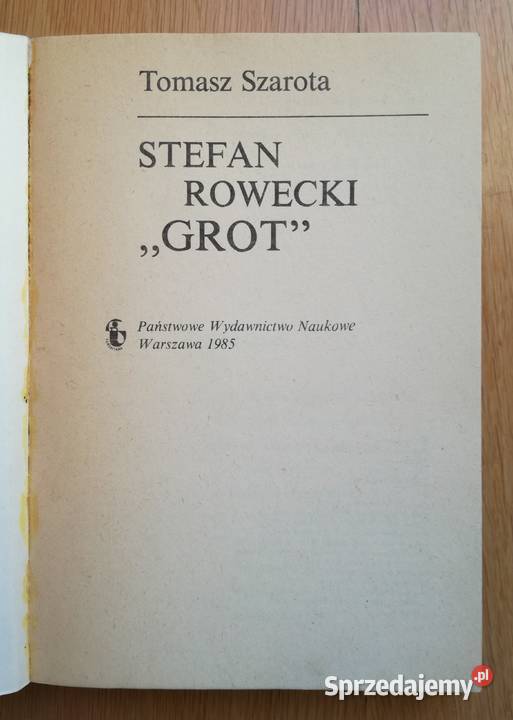 Tomasz Szarota
STEFAN
ROWECKI
„GROT”
Państwowe Wydawnictwo Naukowe
Warszawa 1985
Sprzedajemy.pl